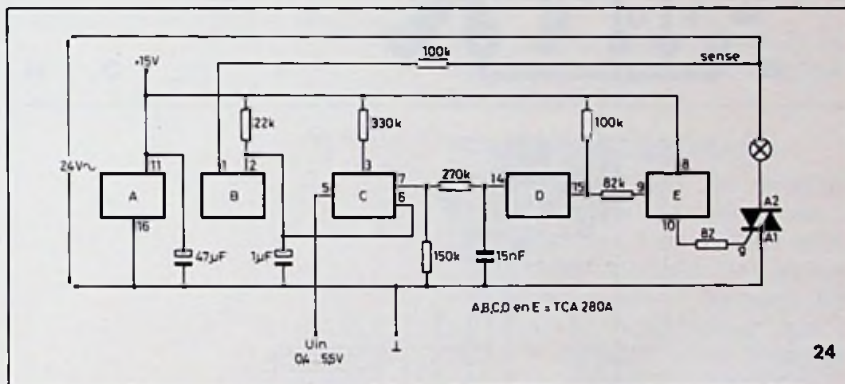 100k
sense
+15V
22k
330k
100k
24V~
11
1
2
3
7
270k
14
15
82k
9
8
A
B
5
C
6
D
E
16
10
82
A2
A1
g
47µF
1µF
150k
15nF
A,B,C,D en E = TCA 280A
Uin
0,4...5,5V
⊥
24